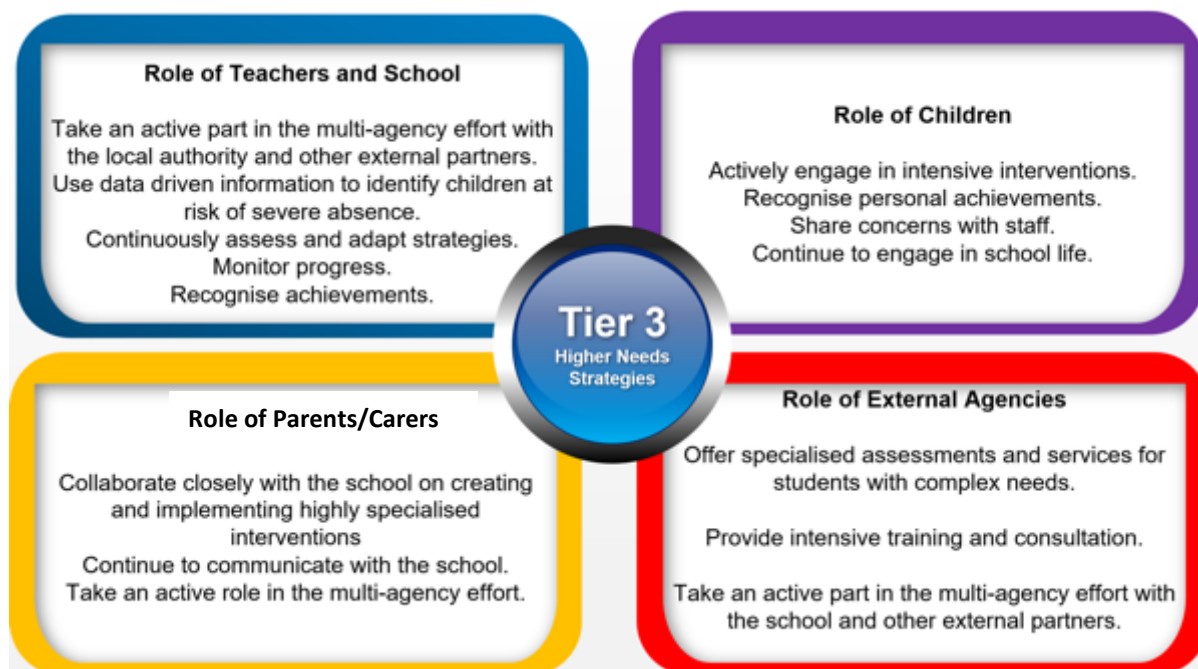 Role of Teachers and School
Take an active part in the multi-agency effort with
the local authority and other external partners.
Use data driven information to identify children at
risk of severe absence.
Continuously assess and adapt strategies.
Monitor progress.
Recognise achievements.
Role of Children
Actively engage in intensive interventions.
Recognise personal achievements.
Share concerns with staff.
Continue to engage in school life.
Tier 3
Higher Needs
Strategies
Role of Parents/Carers
Collaborate closely with the school on creating
and implementing highly specialised
interventions
Continue to communicate with the school.
Take an active role in the multi-agency effort.
Role of External Agencies
Offer specialised assessments and services for
students with complex needs.
Provide intensive training and consultation.
Take an active part in the multi-agency effort with
the school and other external partners.